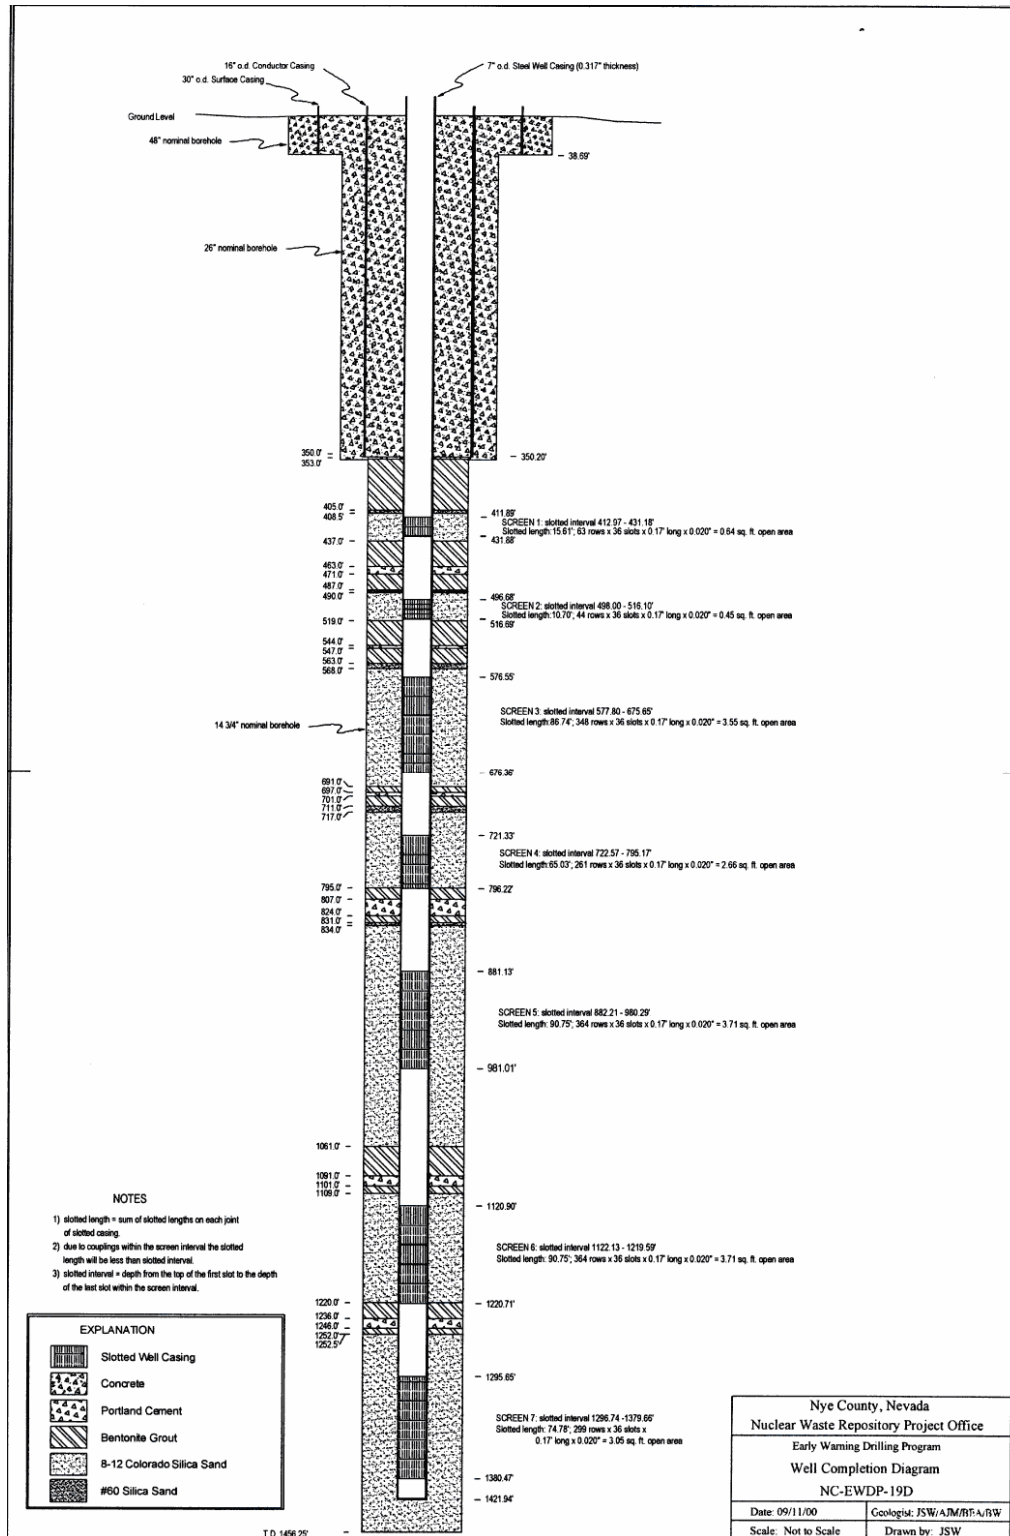 16" o.d. Conductor Casing
7" o.d. Steel Well Casing (0.317" thickness)
30" o.d. Surface Casing
Ground Level
48" nominal borehole
38.69'
26" nominal borehole
350.0'
353.0'
350.20'
405.0'
408.5'
411.89'
SCREEN 1: slotted interval 412.97 - 431.18'
Slotted length: 15.61'; 63 rows x 36 slots x 0.17' long x 0.020" = 0.64 sq. ft. open area
437.0'
431.88'
463.0'
471.0'
487.0'
490.0'
496.68'
SCREEN 2: slotted interval 498.00 - 516.10'
Slotted length: 10.70'; 44 rows x 36 slots x 0.17' long x 0.020" = 0.45 sq. ft. open area
519.0'
516.69'
544.0'
547.0'
563.0'
568.0'
576.55'
SCREEN 3: slotted interval 577.80 - 675.65'
Slotted length: 86.74'; 348 rows x 36 slots x 0.17' long x 0.020" = 3.55 sq. ft. open area
14 3/4" nominal borehole
676.36'
691.0'
697.0'
701.0'
711.0'
717.0'
721.33'
SCREEN 4: slotted interval 722.57 - 795.17'
Slotted length: 65.03'; 261 rows x 36 slots x 0.17' long x 0.020" = 2.66 sq. ft. open area
795.0'
796.22'
807.0'
824.0'
831.0'
834.0'
881.13'
SCREEN 5: slotted interval 882.21 - 980.29'
Slotted length: 90.75'; 364 rows x 36 slots x 0.17' long x 0.020" = 3.71 sq. ft. open area
981.01'
1061.0'
1091.0'
1101.0'
1109.0'
1120.90'
SCREEN 6: slotted interval 1122.13 - 1219.59'
Slotted length: 90.75'; 364 rows x 36 slots x 0.17' long x 0.020" = 3.71 sq. ft. open area
1220.0'
1220.71'
1236.0'
1246.0'
1252.0'
1252.5'
1295.65'
SCREEN 7: slotted interval 1296.74 -1379.66'
Slotted length: 74.78'; 299 rows x 36 slots x
0.17' long x 0.020" = 3.05 sq. ft. open area
1380.47'
1421.94'
T.D. 1456.25'
NOTES
1) slotted length = sum of slotted lengths on each joint
of slotted casing.
2) due to couplings within the screen interval the slotted
length will be less than slotted interval.
3) slotted interval = depth from the top of the first slot to the depth
of the last slot within the screen interval.
EXPLANATION
Slotted Well Casing
Concrete
Portland Cement
Bentonite Grout
8-12 Colorado Silica Sand
#60 Silica Sand
Nye County, Nevada
Nuclear Waste Repository Project Office
Early Warning Drilling Program
Well Completion Diagram
NC-EWDP-19D
Date: 09/11/00
Geologist: JSW/AJM/
Scale: Not to Scale
Drawn by: JSW